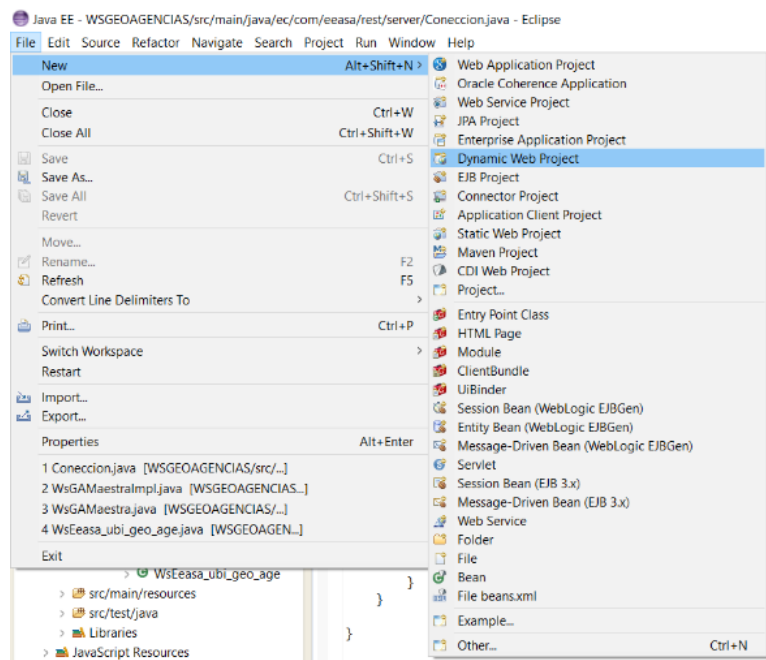 Java EE - WSGEOAGENCIAS/src/main/java/ec/com/eeasa/rest/server/Coneccion.java - Eclipse
File Edit Source Refactor Navigate Search Project Run Window Help
New Alt+Shift+N >
Open File...
Close Ctrl+W
Close All Ctrl+Shift+W
Save Ctrl+S
Save As...
Save All Ctrl+Shift+S
Revert
Move...
Rename... F2
Refresh F5
Convert Line Delimiters To >
Print... Ctrl+P
Switch Workspace >
Restart
Import...
Export...
Properties Alt+Enter
1 Coneccion.java [WSGEOAGENCIAS/src/...]
2 WsGAMaestraImpl.java [WSGEOAGENCIAS...]
3 WsGAMaestra.java [WSGEOAGENCIAS/...]
4 WsEeasa_ubi_geo_age.java [WSGEOAGEN...]
Exit
Web Application Project
Oracle Coherence Application
Web Service Project
JPA Project
Enterprise Application Project
Dynamic Web Project
EJB Project
Connector Project
Application Client Project
Static Web Project
Maven Project
CDI Web Project
Project...
Entry Point Class
HTML Page
Module
ClientBundle
UiBinder
Session Bean (WebLogic EJBGen)
Entity Bean (WebLogic EJBGen)
Message-Driven Bean (WebLogic EJBGen)
Servlet
Session Bean (EJB 3.x)
Message-Driven Bean (EJB 3.x)
Web Service
Folder
File
Bean
File beans.xml
Example...
Other... Ctrl+N
> WsEeasa_ubi_geo_age
> src/main/resources
> src/test/java
> Libraries
> JavaScript Resources
}
}
}